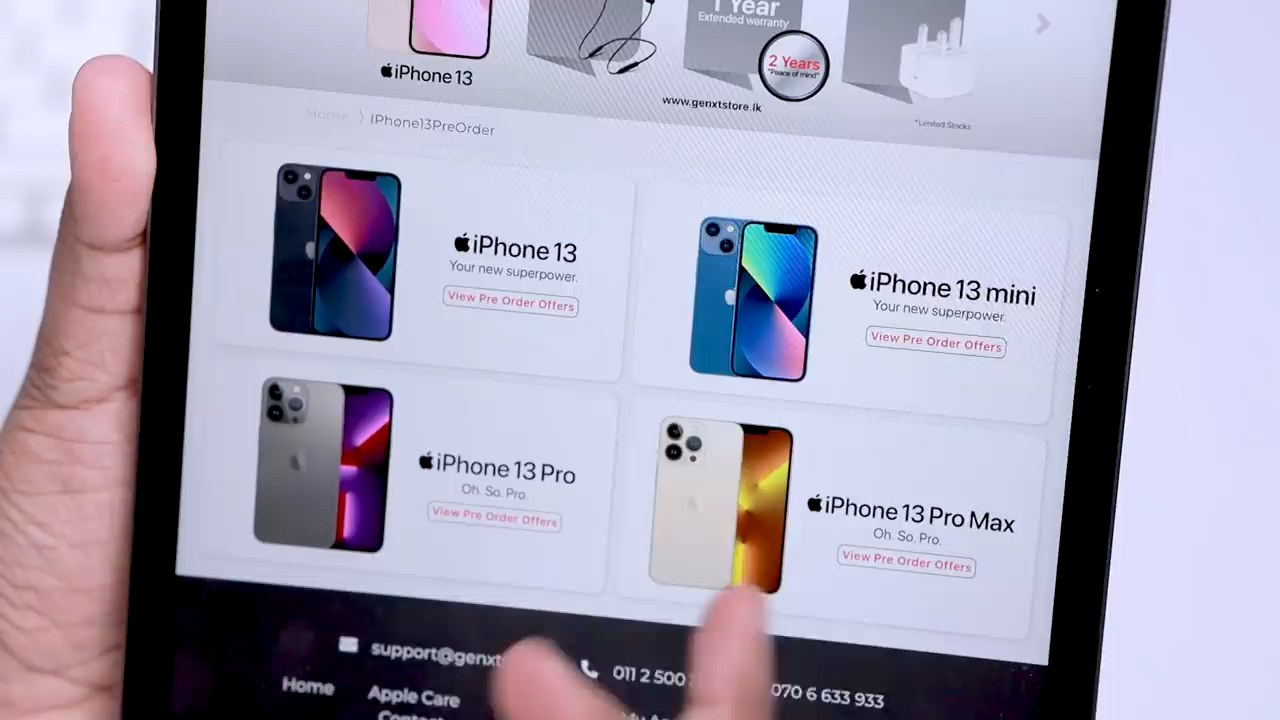 1 Year
Extended warranty
2 Years
"Peace of mind"
iPhone 13
www.genxtstore.lk
*Limited Stocks
Home 〉 IPhone13PreOrder
iPhone 13
Your new superpower.
View Pre Order Offers
iPhone 13 mini
Your new superpower.
View Pre Order Offers
iPhone 13 Pro
Oh. So. Pro.
View Pre Order Offers
iPhone 13 Pro Max
Oh. So. Pro.
View Pre Order Offers
support@genxt
011 2 500
070 6 633 933
Home
Apple Care